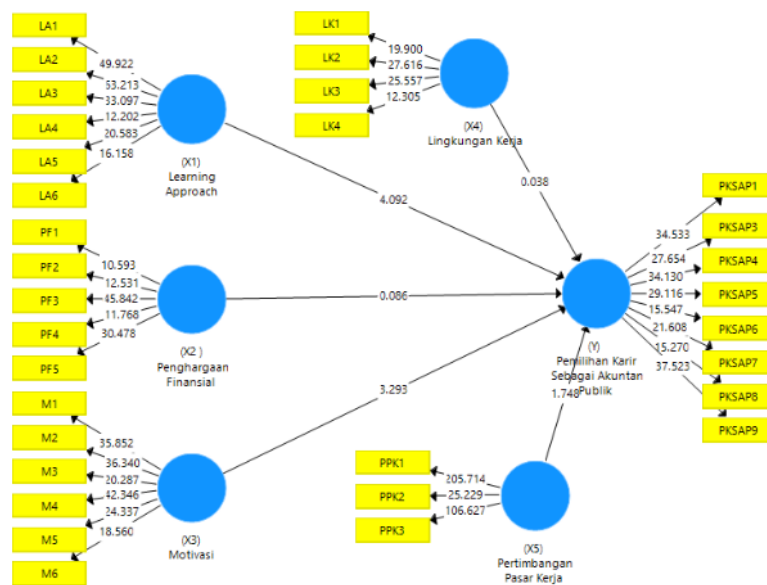 LA1
LA2
LA3
LA4
LA5
LA6
49.922
53.213
33.097
12.202
20.583
16.158
(X1)
Learning
Approach
LK1
LK2
LK3
LK4
19.900
27.616
25.557
12.305
(X4)
Lingkungan Kerja
4.092
0.038
PF1
PF2
PF3
PF4
PF5
10.593
12.531
45.842
11.768
30.478
(X2 )
Penghargaan
Finansial
0.086
M1
M2
M3
M4
M5
M6
35.852
36.340
20.287
42.346
24.337
18.560
(X3)
Motivasi
3.293
PPK1
PPK2
PPK3
205.714
25.229
106.627
(X5)
Pertimbangan
Pasar Kerja
1.748
(Y)
Pemilihan Karir
Sebagai Akuntan
Publik
34.533
27.654
34.130
29.116
15.547
21.608
15.270
37.523
PKSAP1
PKSAP3
PKSAP4
PKSAP5
PKSAP6
PKSAP7
PKSAP8
PKSAP9